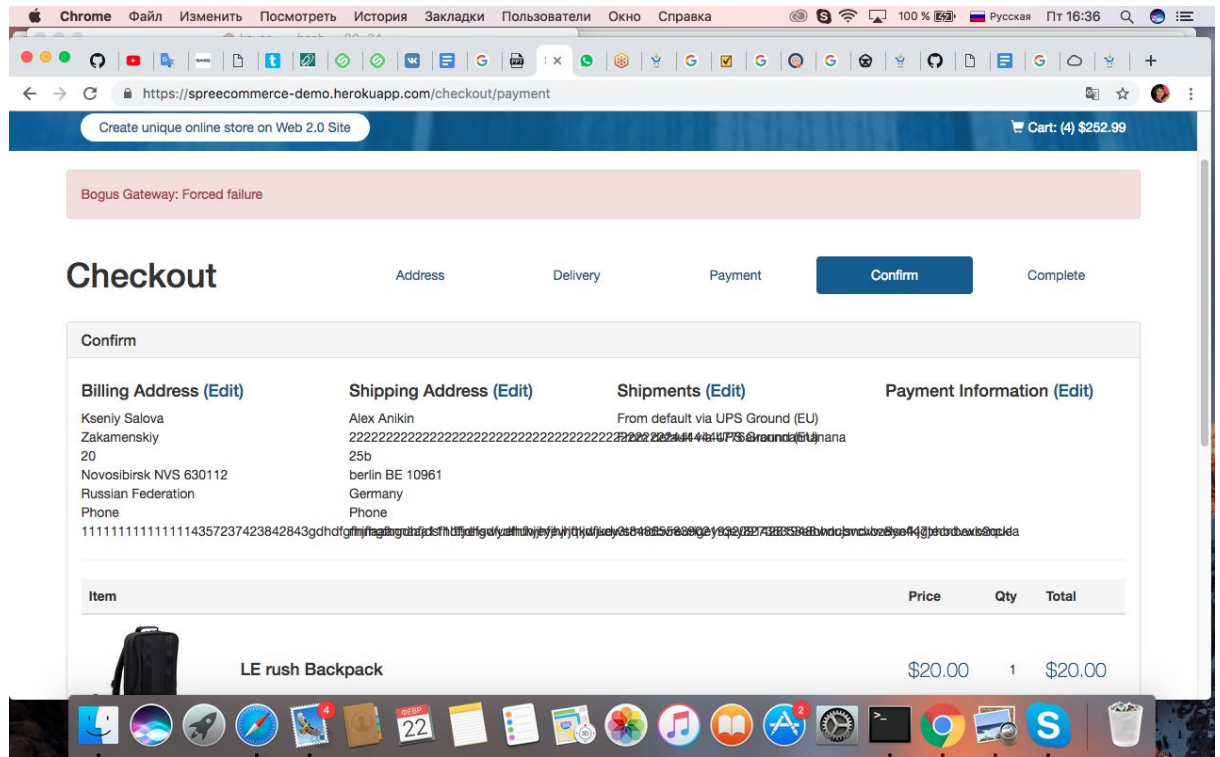 Chrome Файл Изменить Посмотреть История Закладки Пользователи Окно Справка 100 % Русская Пт 16:36
https://spreecommerce-demo.herokuapp.com/checkout/payment
Create unique online store on Web 2.0 Site
Cart: (4) $252.99
Bogus Gateway: Forced failure
Checkout
Address
Delivery
Payment
Confirm
Complete
Confirm
Billing Address (Edit)
Kseniy Salova
Zakamenskiy
20
Novosibirsk NVS 630112
Russian Federation
Phone
Shipping Address (Edit)
Alex Anikin
25b
berlin BE 10961
Germany
Phone
Shipments (Edit)
From default via UPS Ground (EU)
Payment Information (Edit)
Item Price Qty Total
LE rush Backpack $20.00 1 $20.00
4
ФЕВР
22
2